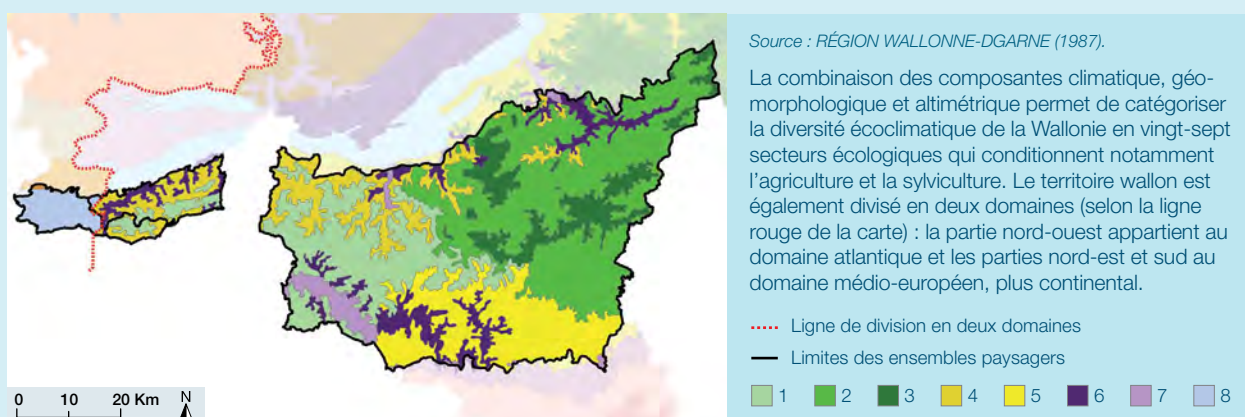 Source : RÉGION WALLONNE-DGARNE (1987).
La combinaison des composantes climatique, géo-
morphologique et altimétrique permet de catégoriser
la diversité écoclimatique de la Wallonie en vingt-sept
secteurs écologiques qui conditionnent notamment
l’agriculture et la sylviculture. Le territoire wallon est
également divisé en deux domaines (selon la ligne
rouge de la carte) : la partie nord-ouest appartient au
domaine atlantique et les parties nord-est et sud au
domaine médio-européen, plus continental.
Ligne de division en deux domaines
Limites des ensembles paysagers
1 2 3 4 5 6 7 8
0 10 20 Km N